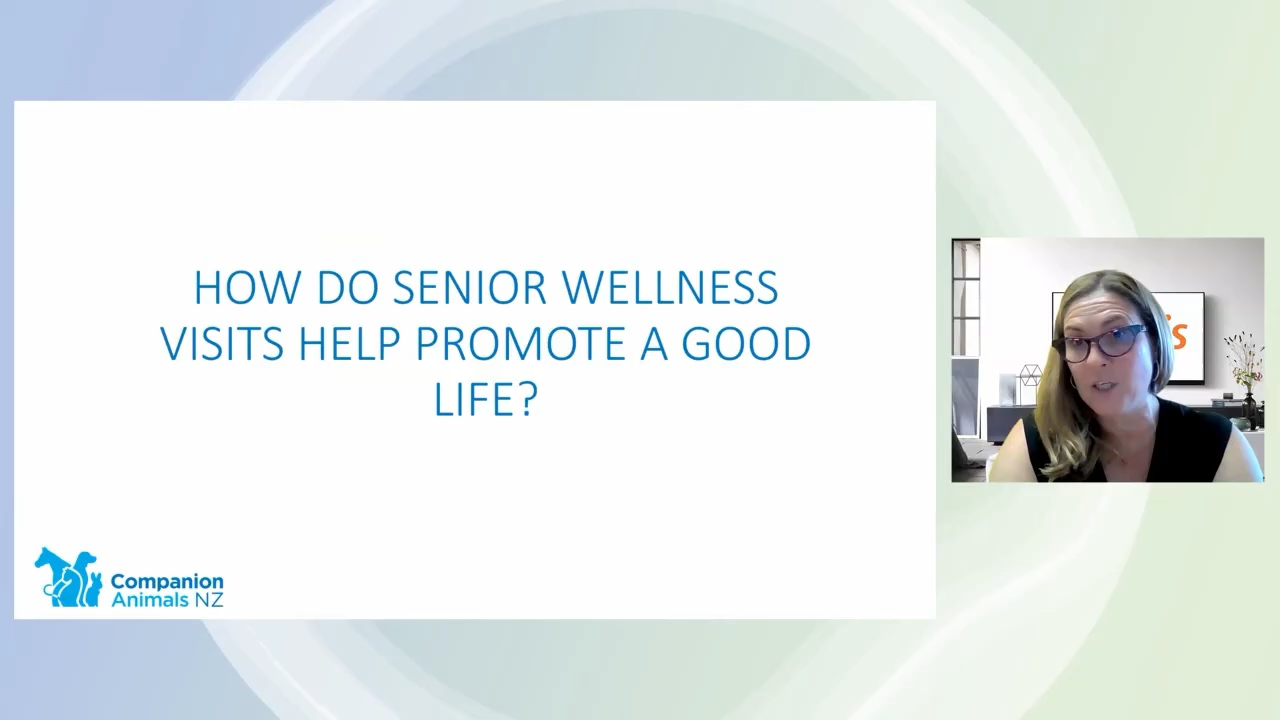 HOW DO SENIOR WELLNESS
VISITS HELP PROMOTE A GOOD
LIFE?
Companion
Animals NZ